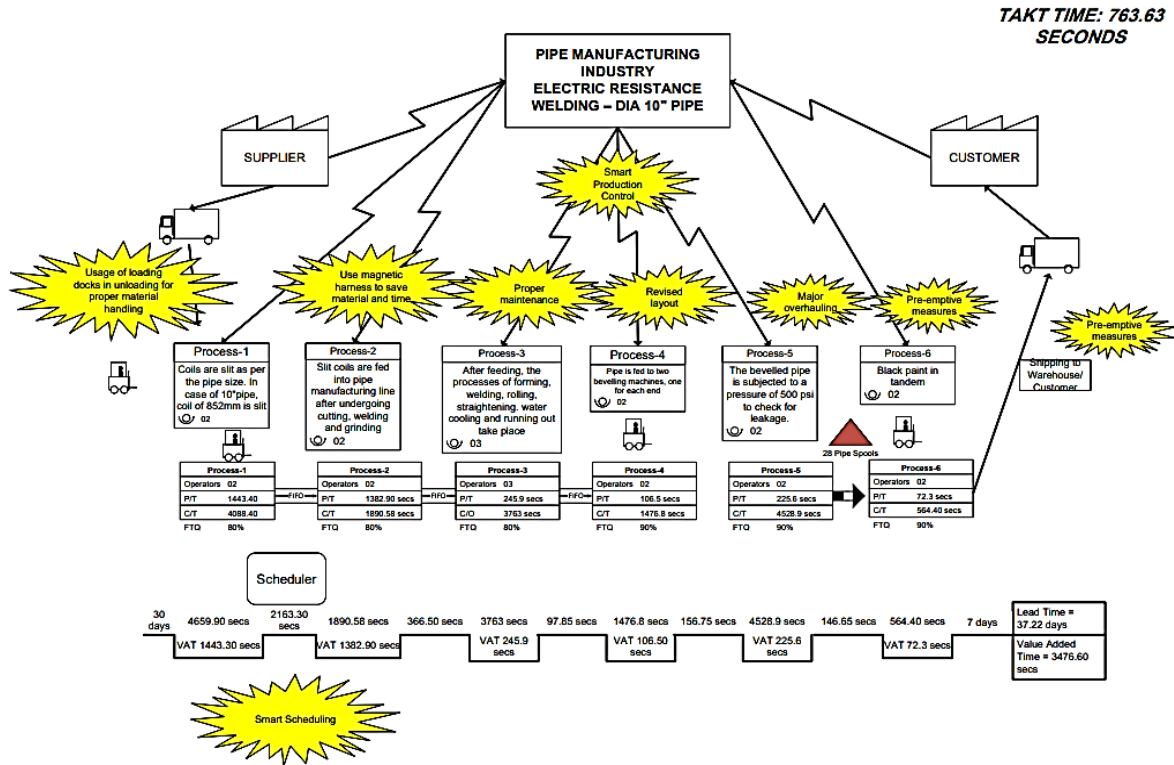 TAKT TIME: 763.63
SECONDS
PIPE MANUFACTURING
INDUSTRY
ELECTRIC RESISTANCE
WELDING – DIA 10" PIPE
SUPPLIER
CUSTOMER
Smart
Production
Control
Usage of loading
docks in unloading for
proper material
handling
Use magnetic
harness to save
material and time
Proper
maintenance
Revised
layout
Major
overhauling
Pre-emptive
measures
Pre-emptive
measures
Process-1
Coils are slit as per
the pipe size. In
case of 10"pipe,
coil of 852mm is slit
02
Process-2
Slit coils are fed
into pipe
manufacturing line
after undergoing
cutting, welding
and grinding
02
Process-3
After feeding, the
processes of forming,
welding, rolling,
straightening, water
cooling and running out
take place
03
Process-4
Pipe is fed to two
bevelling machines, one
for each end
02
Process-5
The bevelled pipe
is subjected to a
pressure of 500 psi
to check for
leakage.
02
Process-6
Black paint in
tandem
02
Shipping to
Warehouse/
Customer
28 Pipe Spools
Process-1
Operators 02
P/T 1443.40
C/T 4088.40
FTQ 80%
FIFO
Process-2
Operators 02
P/T 1382.90 secs
C/T 1890.58 secs
FTQ 80%
FIFO
Process-3
Operators 03
P/T 245.9 secs
C/O 3763 secs
FTQ 80%
FIFO
Process-4
Operators 02
P/T 106.5 secs
C/T 1476.8 secs
FTQ 90%
Process-5
Operators 02
P/T 225.6 secs
C/T 4528.9 secs
FTQ 90%
Process-6
Operators 02
P/T 72.3 secs
C/T 564.40 secs
FTQ 90%
Scheduler
30
days
4659.90 secs
VAT 1443.30 secs
2163.30
secs
1890.58 secs
VAT 1382.90 secs
366.50 secs
3763 secs
VAT 245.9
secs
97.85 secs
1476.8 secs
VAT 106.50
secs
156.75 secs
4528.9 secs
VAT 225.6
secs
146.65 secs
564.40 secs
VAT 72.3 secs
7 days
Lead Time =
37.22 days
Value Added
Time = 3476.60
secs
Smart Scheduling